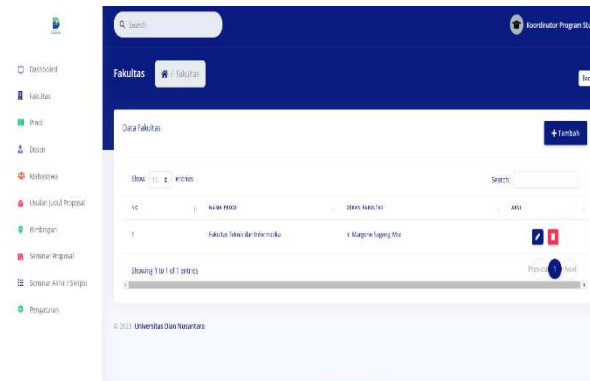 Search
Koordinator Program Stu
Dashboard
Fakultas
Prodi
Dosen
Mahasiswa
Usulan Judul Proposal
Bimbingan
Seminar Proposal
Seminar Akhir / Skripsi
Pengaturan
Fakultas
/ Fakultas
Data Fakultas
+ Tambah
Show 10 entries
Search:
NO NAMA PRODI DEKAN FAKULTAS AKSI
1 Fakultas Teknik dan Informatika Ir. Margono Sugeng, Msc
Showing 1 to 1 of 1 entries
Previous 1 Next
© 2023 Universitas Dian Nusantara